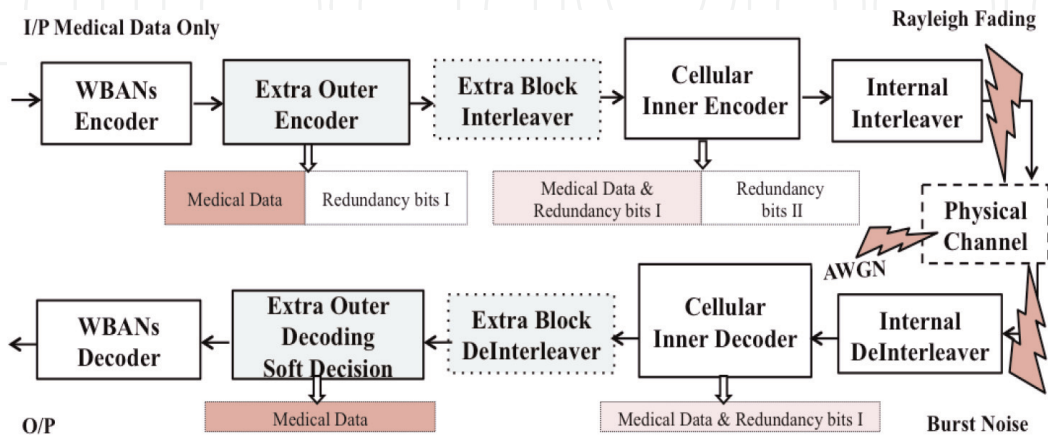 I/P Medical Data Only
Rayleigh Fading
WBANs
Encoder
Extra Outer
Encoder
Extra Block
Interleaver
Cellular
Inner Encoder
Internal
Interleaver
Medical Data
Redundancy bits I
Medical Data &
Redundancy bits I
Redundancy
bits II
Physical
Channel
AWGN
WBANs
Decoder
Extra Outer
Decoding
Soft Decision
Extra Block
DeInterleaver
Cellular
Inner Decoder
Internal
DeInterleaver
O/P
Medical Data
Medical Data & Redundancy bits I
Burst Noise